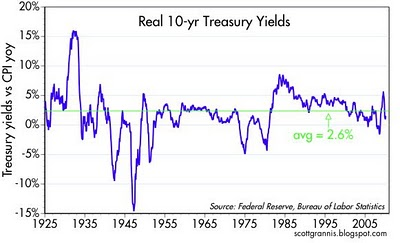 Real 10-yr Treasury Yields
Treasury yields vs CPI yoy
20%
15%
10%
5%
0%
-5%
-10%
-15%
avg = 2.6%
1925 1935 1945 1955 1965 1975 1985 1995 2005
Source: Federal Reserve, Bureau of Labor Statistics
scottgrannis.blogspot.com